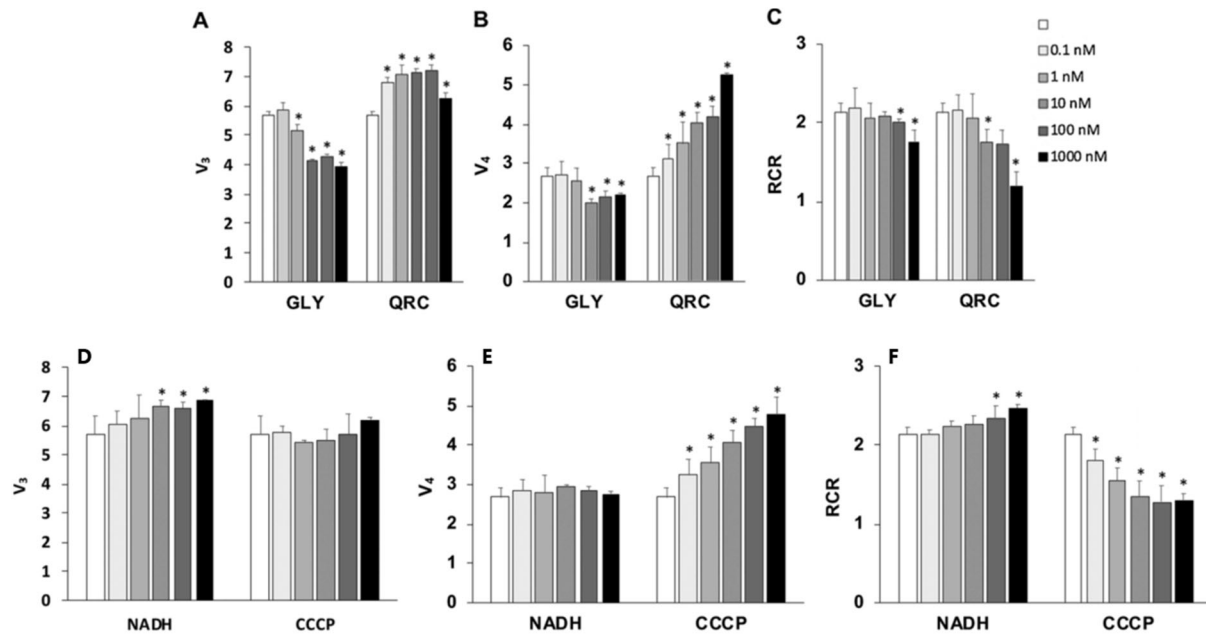 A
V3
8
7
6
5
4
3
2
1
0
* * * *
* * * * *
GLY QRC
B
V4
6
5
4
3
2
1
0
* * *
* * * * *
GLY QRC
C
RCR
3
2
1
0
* *
* *
GLY QRC
0.1 nM
1 nM
10 nM
100 nM
1000 nM
D
V3
8
7
6
5
4
3
2
1
0
* * *
NADH CCCP
E
V4
6
5
4
3
2
1
0
* * * * *
NADH CCCP
F
RCR
3
2
1
0
* *
* * * * *
NADH CCCP